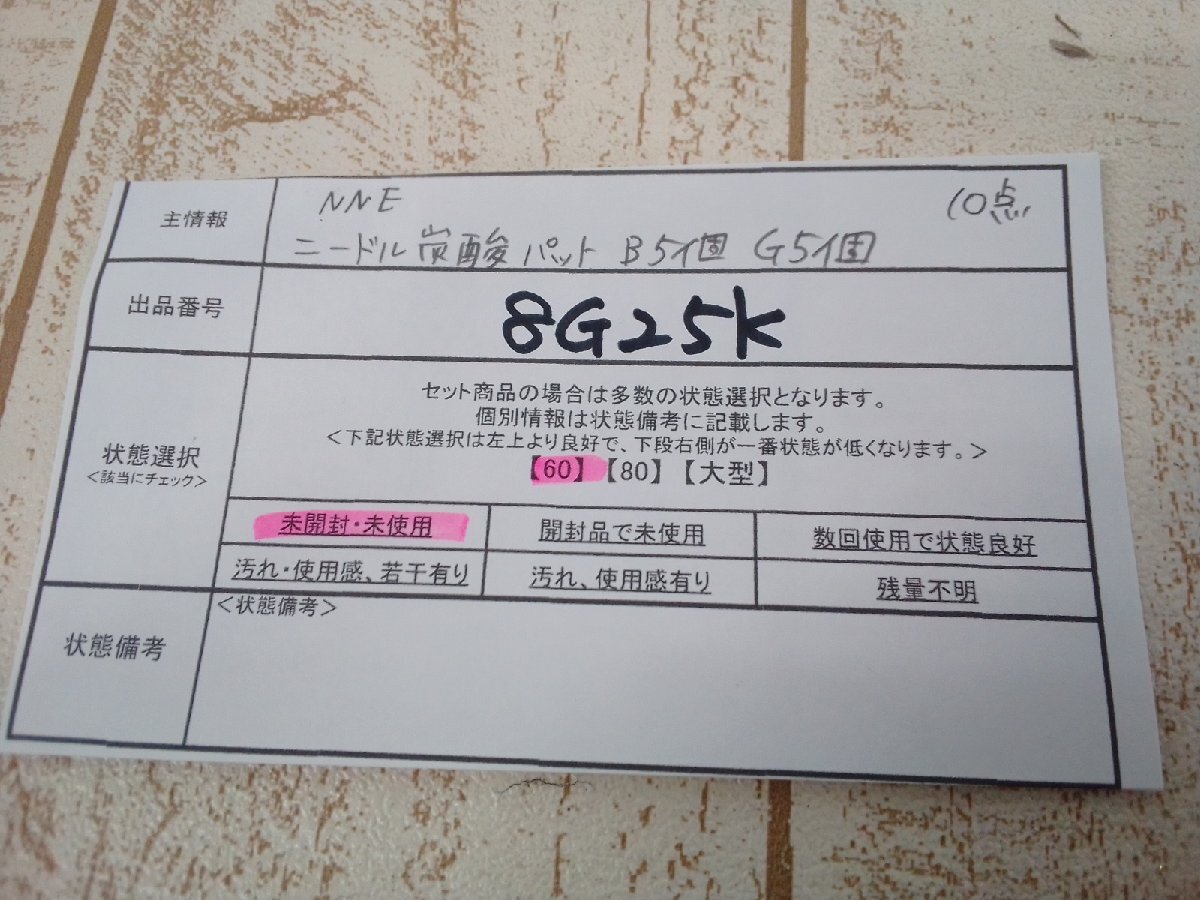 主情報
NNE 10点
ニードル炭酸パット B5個 G5個
出品番号
8G25K
状態選択
<該当にチェック>
セット商品の場合は多数の状態選択となります。
個別情報は状態備考に記載します。
<下記状態選択は左上より良好で、下段右側が一番状態が低くなります。>
【60】【80】【大型】
未開封・未使用 開封品で未使用 数回使用で状態良好
汚れ・使用感、若干有り 汚れ、使用感有り 残量不明
状態備考
<状態備考>